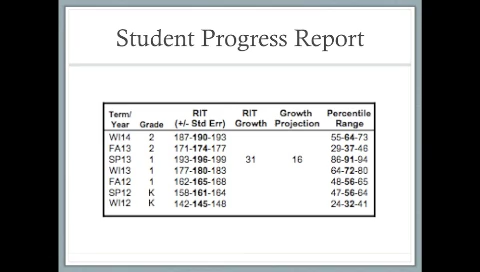 Student Progress Report
Term/ Year Grade RIT (+/- Std Err) RIT Growth Growth Projection Percentile Range
WI14 2 187-190-193 55-64-73
FA13 2 171-174-177 29-37-46
SP13 1 193-196-199 31 16 86-91-94
WI13 1 177-180-183 64-72-80
FA12 1 162-165-168 48-56-65
SP12 K 158-161-164 47-56-64
WI12 K 142-145-148 24-32-41